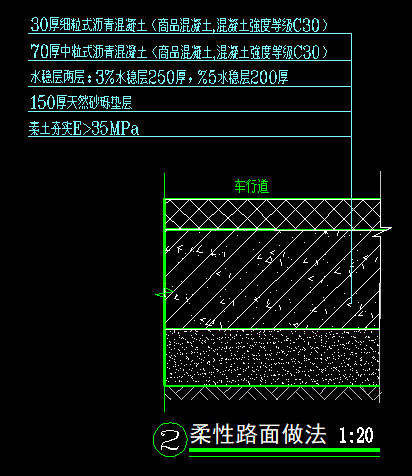 30厚细粒式沥青混凝土（商品混凝土,混凝土強度等級C30）
70厚中粒式沥青混凝土（商品混凝土,混凝土強度等級C30）
水稳层两层：3%水稳层250厚，%5水稳层200厚
150厚天然砂砾垫层
素土夯实E>35MPa
车行道
2 柔性路面做法 1:20